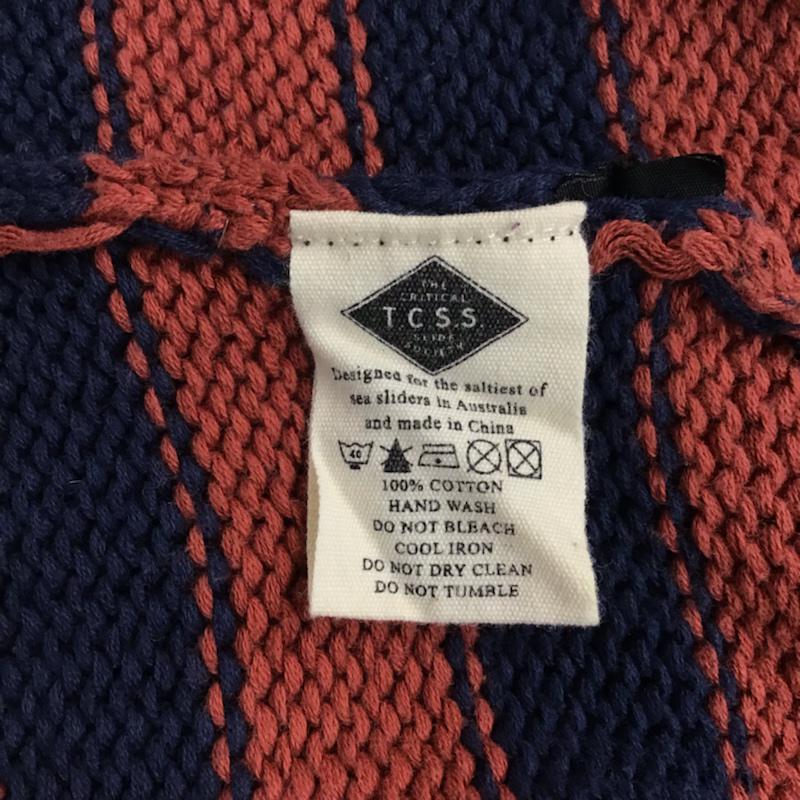 THE
CRITICAL
T.C.S.S.
SLIDE
SOCIETY
Designed for the saltiest of
sea sliders in Australia
and made in China
40
100% COTTON
HAND WASH
DO NOT BLEACH
COOL IRON
DO NOT DRY CLEAN
DO NOT TUMBLE